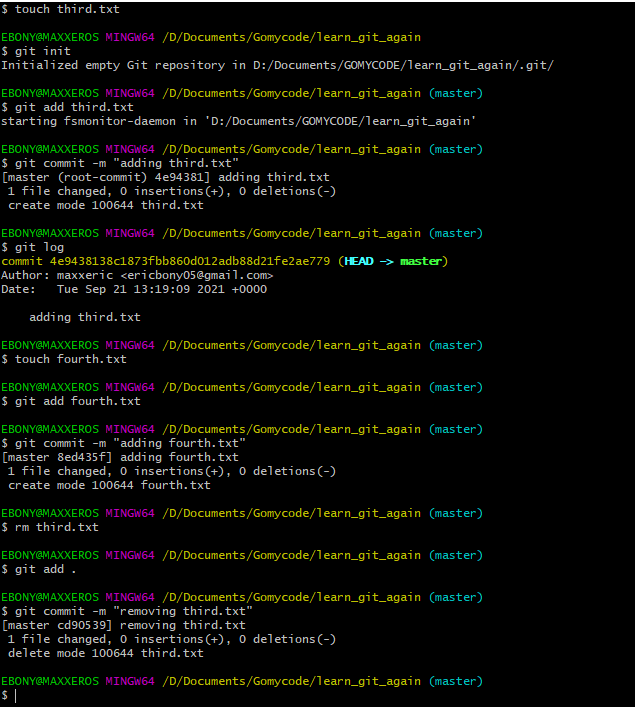 $ touch third.txt
EBONY@MAXXEROS MINGW64 /D/Documents/Gomycode/learn_git_again
$ git init
Initialized empty Git repository in D:/Documents/GOMYCODE/learn_git_again/.git/
EBONY@MAXXEROS MINGW64 /D/Documents/Gomycode/learn_git_again (master)
$ git add third.txt
starting fsmonitor-daemon in 'D:/Documents/GOMYCODE/learn_git_again'
EBONY@MAXXEROS MINGW64 /D/Documents/Gomycode/learn_git_again (master)
$ git commit -m "adding third.txt"
[master (root-commit) 4e94381] adding third.txt
1 file changed, 0 insertions(+), 0 deletions(-)
create mode 100644 third.txt
EBONY@MAXXEROS MINGW64 /D/Documents/Gomycode/learn_git_again (master)
$ git log
commit 4e9438138c1873fbb860d012adb88d21fe2ae779 (HEAD -> master)
Author: maxxeric <ericbony05@gmail.com>
Date:   Tue Sep 21 13:19:09 2021 +0000
adding third.txt
EBONY@MAXXEROS MINGW64 /D/Documents/Gomycode/learn_git_again (master)
$ touch fourth.txt
EBONY@MAXXEROS MINGW64 /D/Documents/Gomycode/learn_git_again (master)
$ git add fourth.txt
EBONY@MAXXEROS MINGW64 /D/Documents/Gomycode/learn_git_again (master)
$ git commit -m "adding fourth.txt"
[master 8ed435f] adding fourth.txt
1 file changed, 0 insertions(+), 0 deletions(-)
create mode 100644 fourth.txt
EBONY@MAXXEROS MINGW64 /D/Documents/Gomycode/learn_git_again (master)
$ rm third.txt
EBONY@MAXXEROS MINGW64 /D/Documents/Gomycode/learn_git_again (master)
$ git add .
EBONY@MAXXEROS MINGW64 /D/Documents/Gomycode/learn_git_again (master)
$ git commit -m "removing third.txt"
[master cd90539] removing third.txt
1 file changed, 0 insertions(+), 0 deletions(-)
delete mode 100644 third.txt
EBONY@MAXXEROS MINGW64 /D/Documents/Gomycode/learn_git_again (master)
$